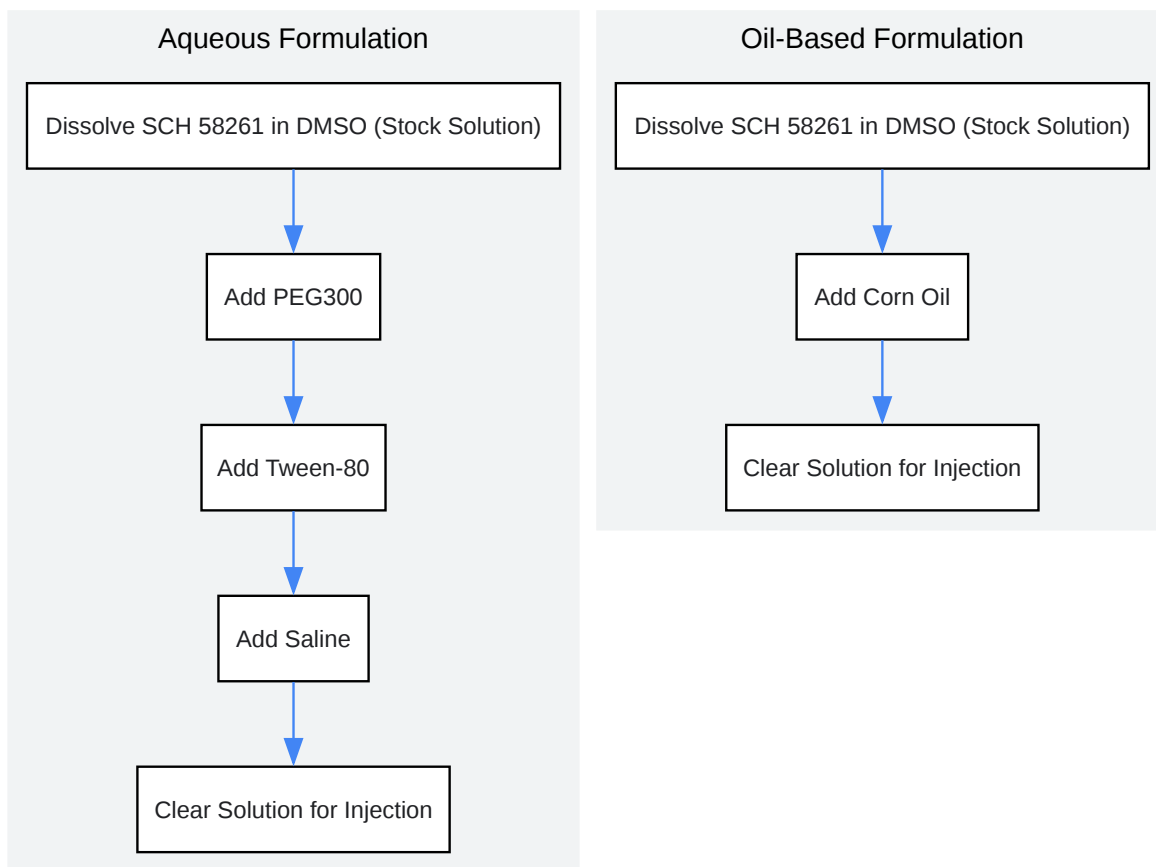 Aqueous Formulation
Dissolve SCH 58261 in DMSO (Stock Solution)
Add PEG300
Add Tween-80
Add Saline
Clear Solution for Injection
Oil-Based Formulation
Dissolve SCH 58261 in DMSO (Stock Solution)
Add Corn Oil
Clear Solution for Injection